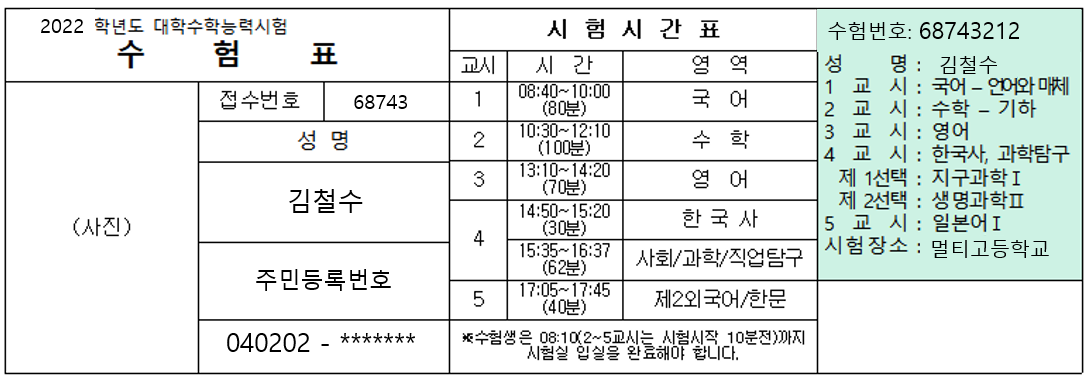 2022 학년도 대학수학능력시험
수 험 표
(사진)
접수번호 68743
성 명
김철수
주민등록번호
040202 - *******
시 험 시 간 표
교시 시 간 영 역
1 08:40~10:00 (80분) 국 어
2 10:30~12:10 (100분) 수 학
3 13:10~14:20 (70분) 영 어
4 14:50~15:20 (30분) 한 국 사
15:35~16:37 (62분) 사회/과학/직업탐구
5 17:05~17:45 (40분) 제2외국어/한문
※수험생은 08:10(2~5교시는 시험시작 10분전)까지
시험실 입실을 완료해야 합니다.
수험번호: 68743212
성 명 : 김철수
1 교 시 : 국어 – 언어와 매체
2 교 시 : 수학 – 기하
3 교 시 : 영어
4 교 시 : 한국사, 과학탐구
제 1선택 : 지구과학Ⅰ
제 2선택 : 생명과학Ⅱ
5 교 시 : 일본어Ⅰ
시험장소 : 멀티고등학교